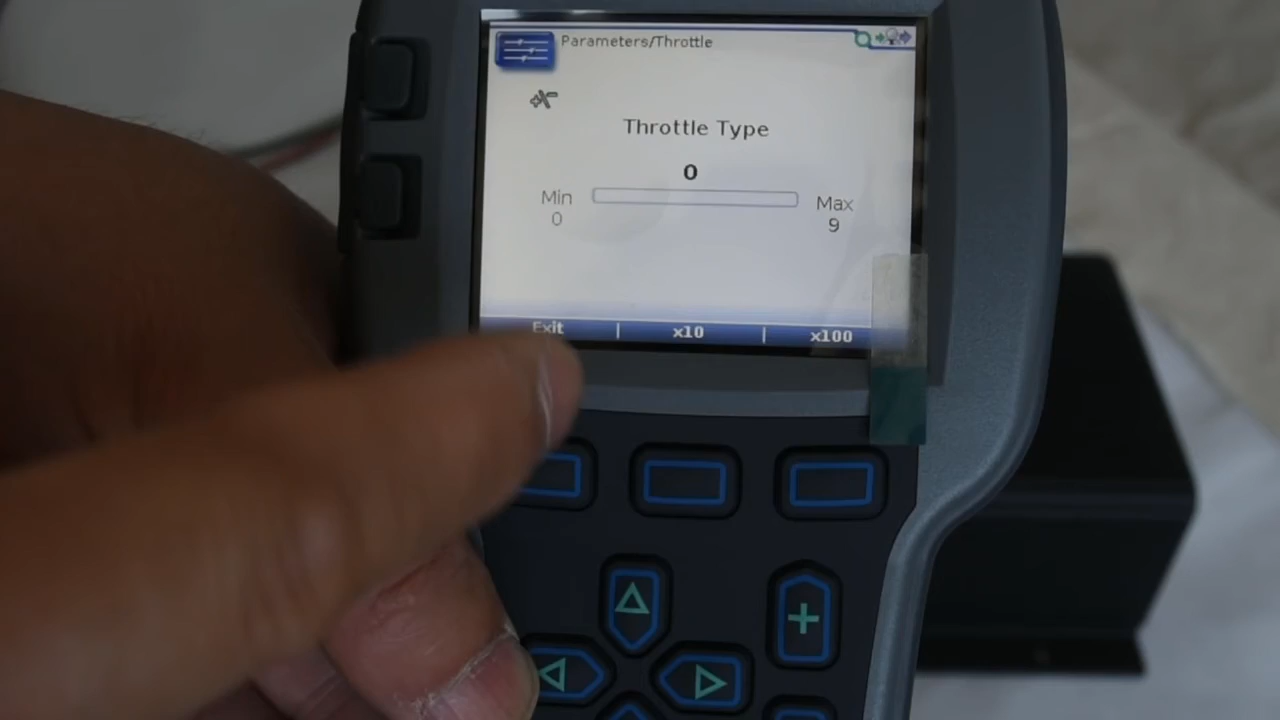 Parameters/Throttle
Throttle Type
0
Min
Max
0
9
Exit | x10 | x100
+